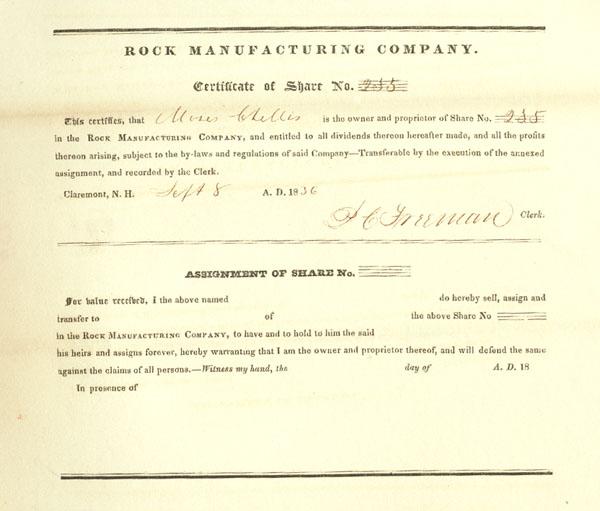 ROCK MANUFACTURING COMPANY.
Certificate of Share No. 235
This certifies, that Moses Chellis is the owner and proprietor of Share No. 235
in the ROCK MANUFACTURING COMPANY, and entitled to all dividends thereon hereafter made, and all the profits
thereon arising, subject to the by-laws and regulations of said Company—Transferable by the execution of the annexed
assignment, and recorded by the Clerk.
Claremont, N. H. Sept 8 A. D. 1836
F C Freeman Clerk.
ASSIGNMENT OF SHARE No.
For value received, I the above named do hereby sell, assign and
transfer to of the above Share No
in the ROCK MANUFACTURING COMPANY, to have and to hold to him the said
his heirs and assigns forever, hereby warranting that I am the owner and proprietor thereof, and will defend the same
against the claims of all persons.—Witness my hand, the day of A. D. 18
In presence of